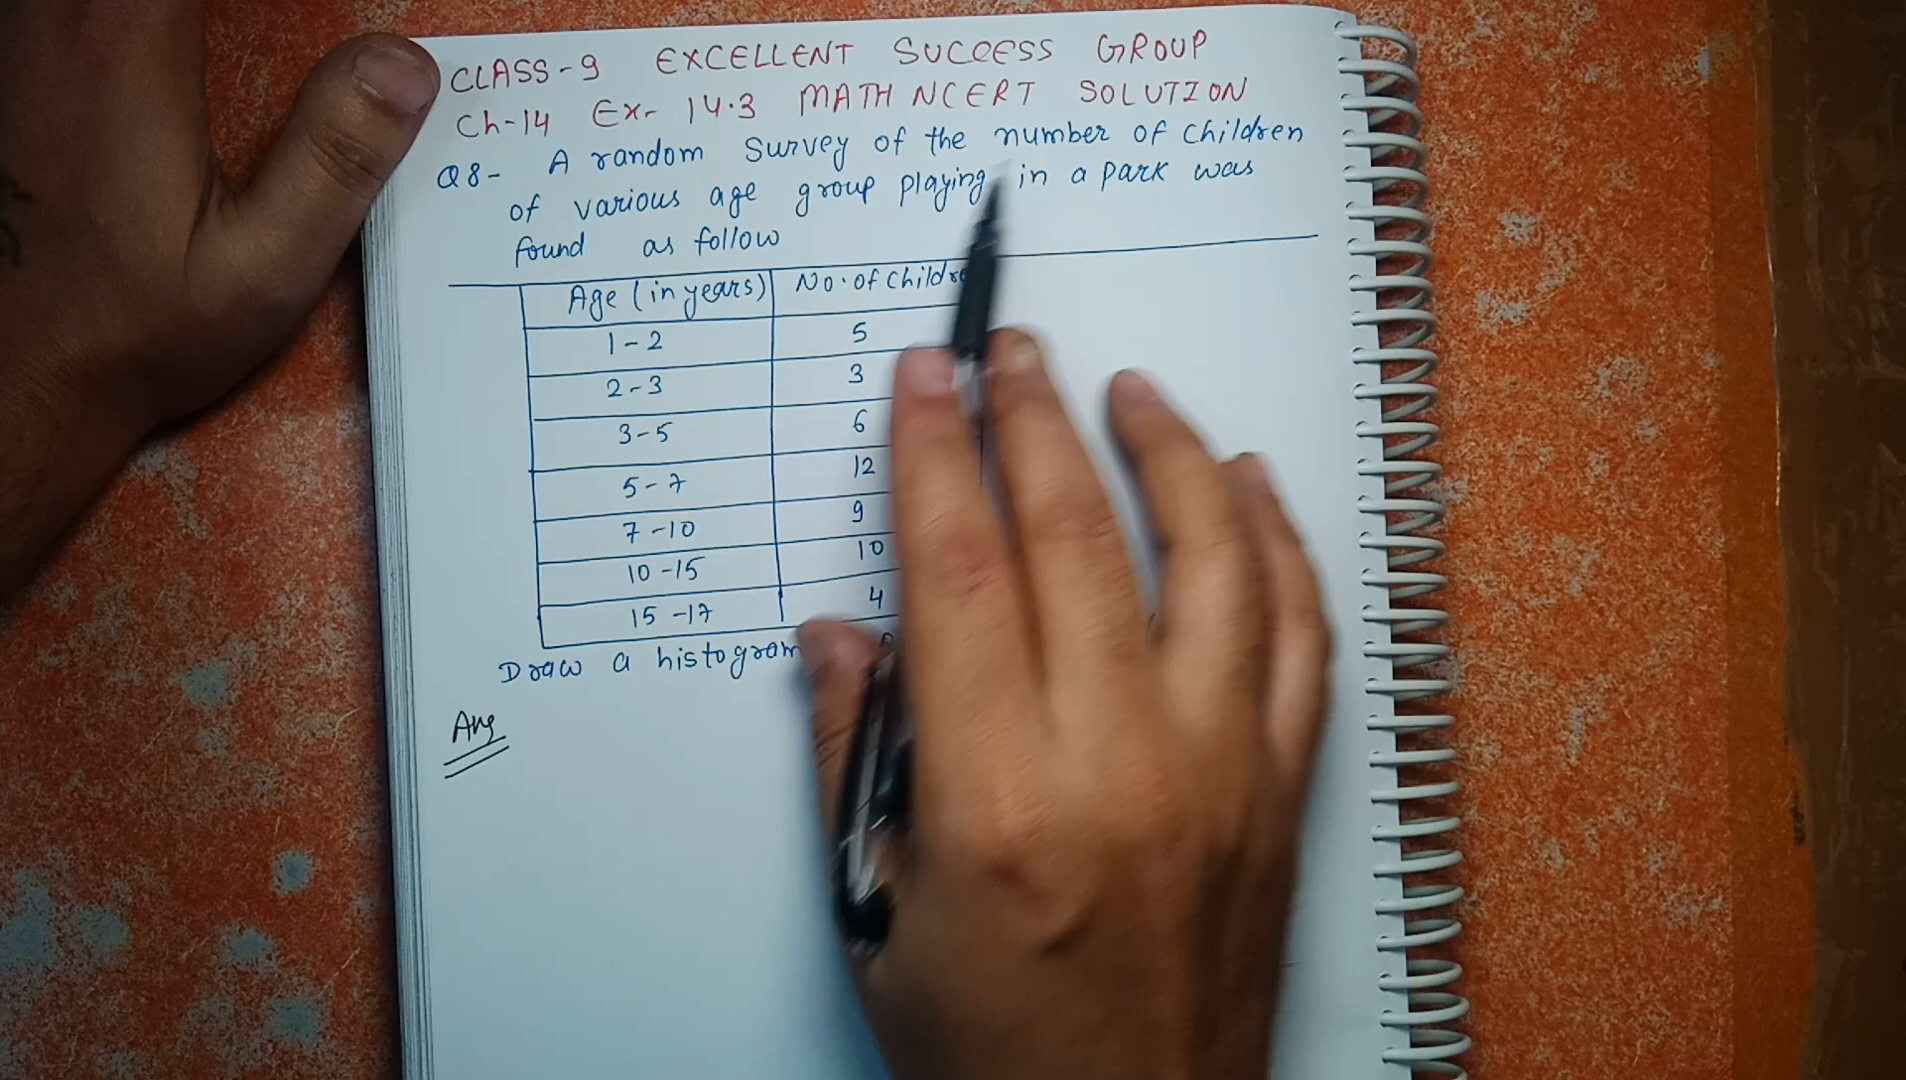 CLASS-9 EXCELLENT SUCCESS GROUP
Ch-14 Ex- 14.3 MATH NCERT SOLUTION
Q8- A random survey of the number of children
of various age group playing in a park was
found as follow
Age (in years) No. of childre
1-2 5
2-3 3
3-5 6
5-7 12
7-10 9
10-15 10
15-17 4
Draw a histogram
Ans